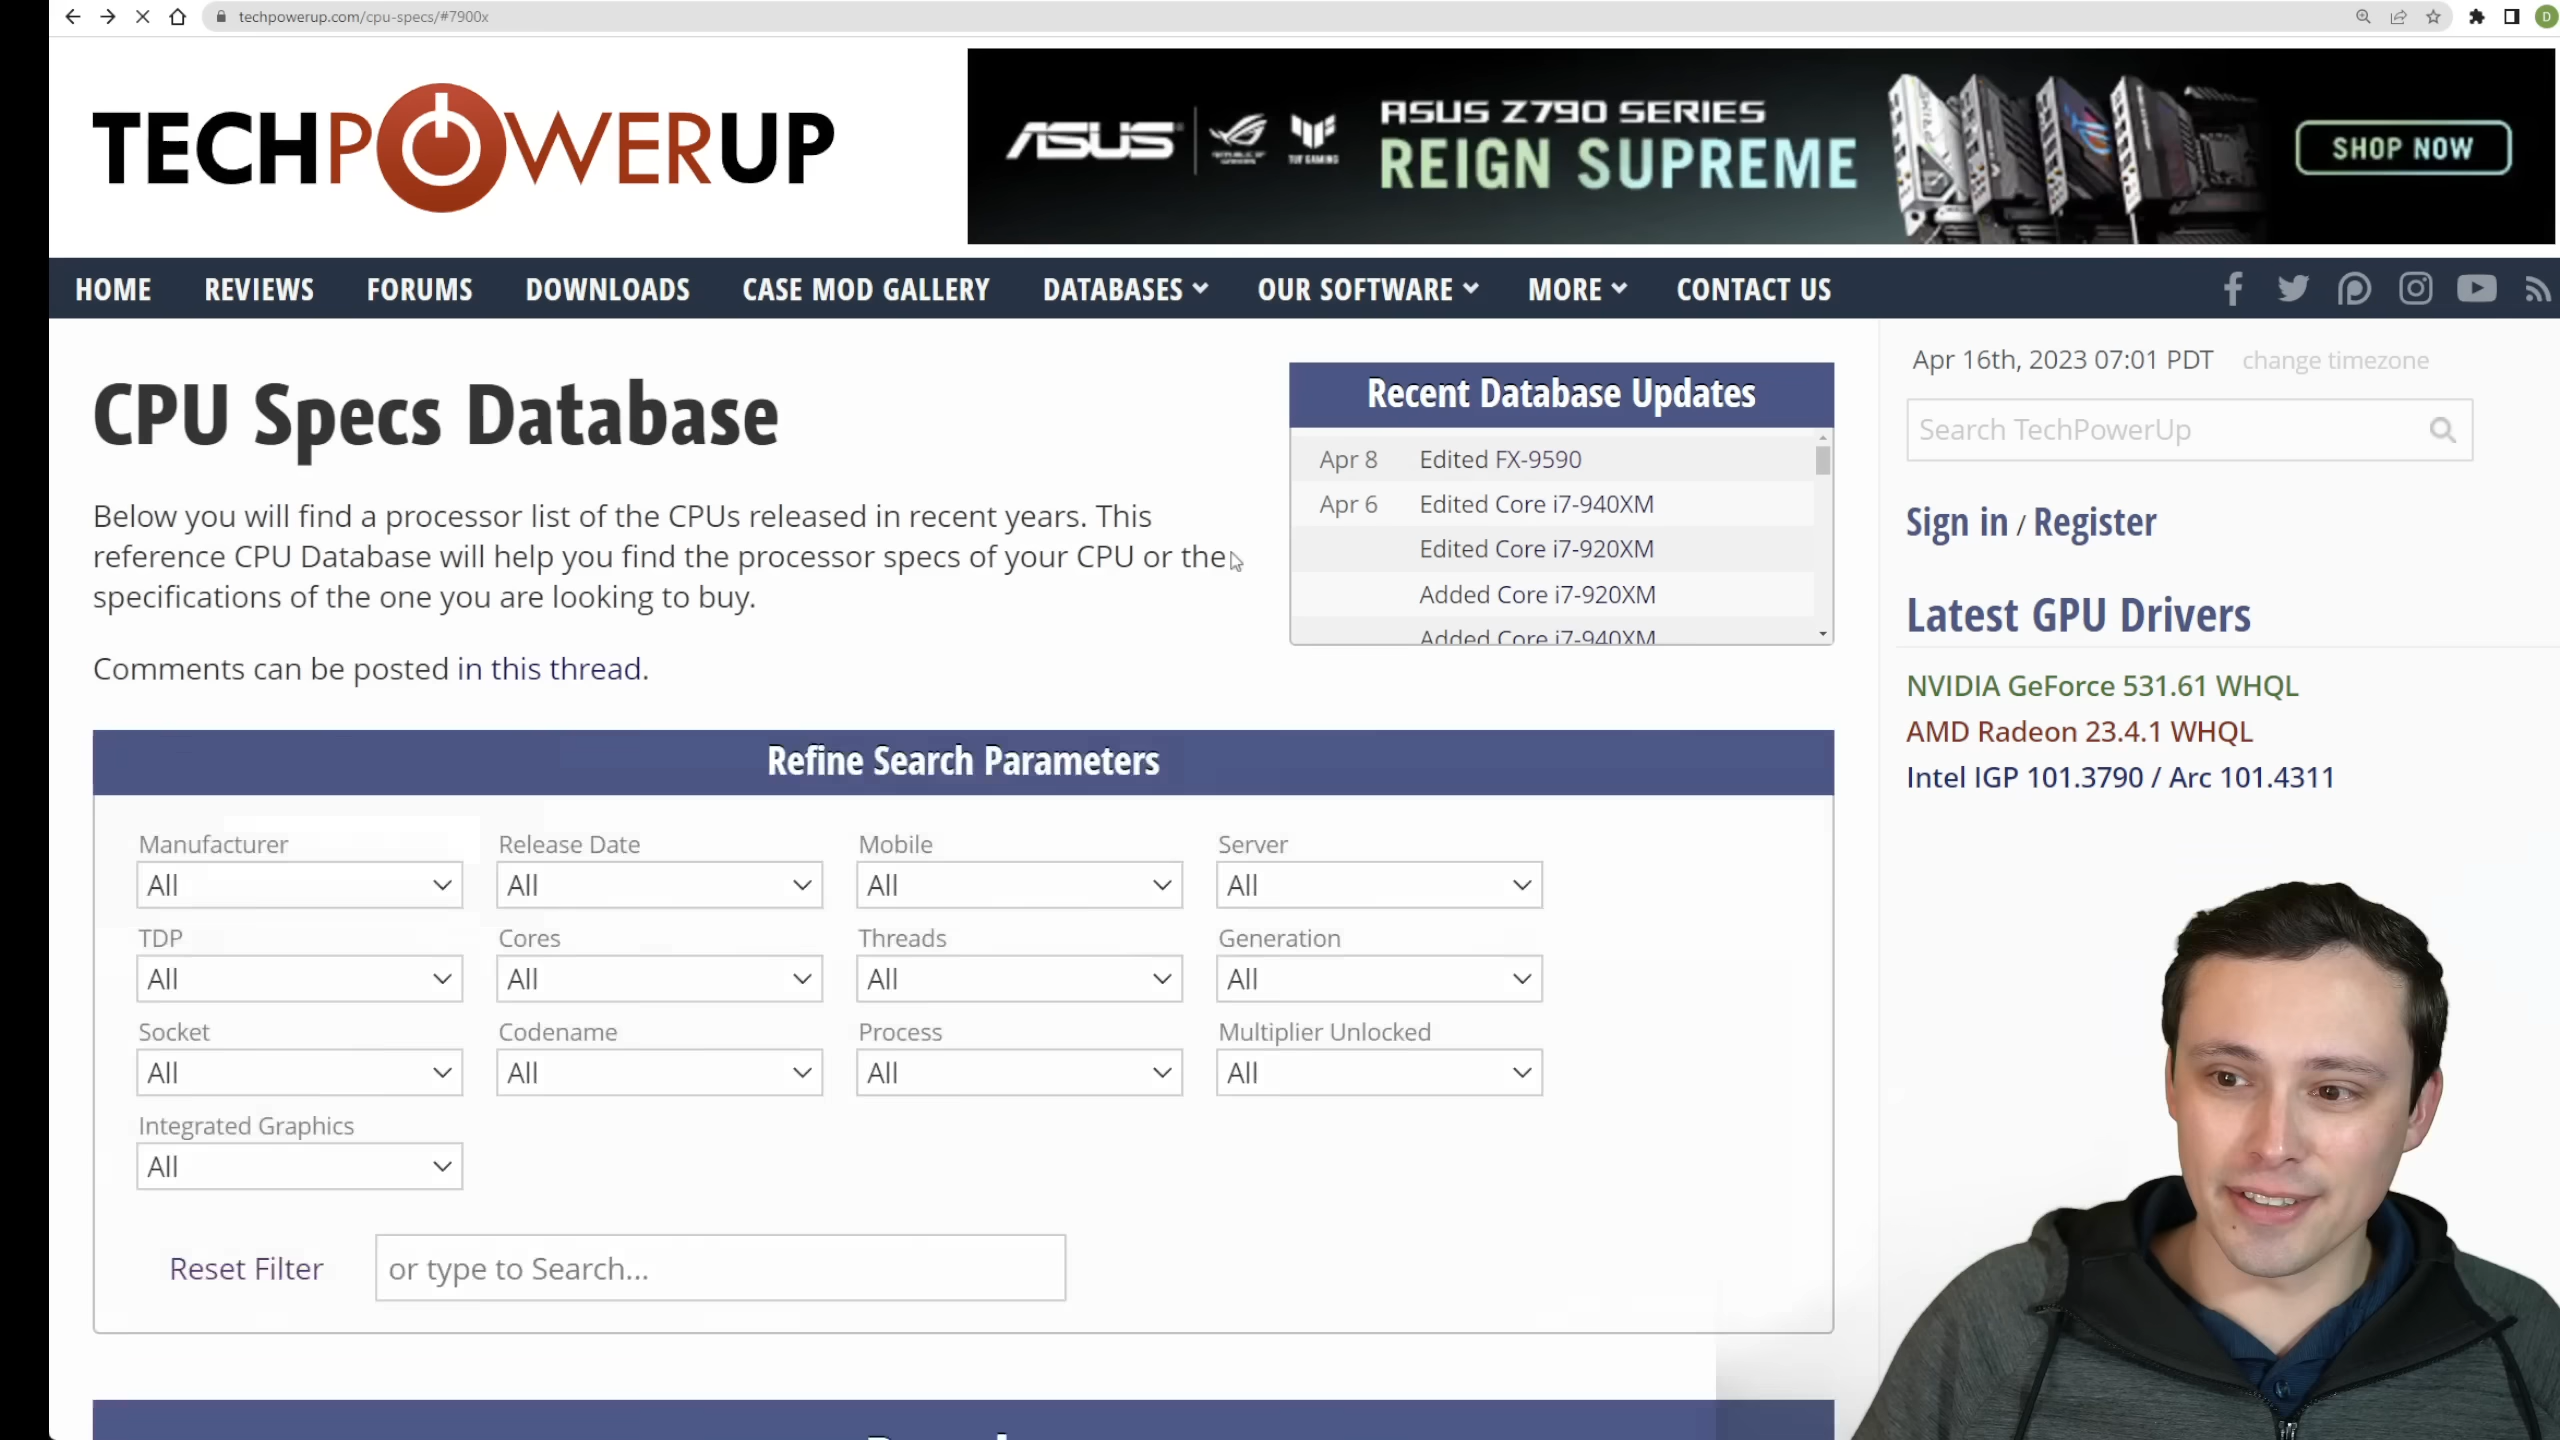 techpowerup.com/cpu-specs/#7900x
D
TECHPOWERUP
ASUS
TUF GAMING
ASUS Z790 SERIES
REIGN SUPREME
SHOP NOW
HOME REVIEWS FORUMS DOWNLOADS CASE MOD GALLERY DATABASES OUR SOFTWARE MORE CONTACT US
CPU Specs Database
Below you will find a processor list of the CPUs released in recent years. This
reference CPU Database will help you find the processor specs of your CPU or the
specifications of the one you are looking to buy.
Comments can be posted in this thread.
Recent Database Updates
Apr 8 Edited FX-9590
Apr 6 Edited Core i7-940XM
Edited Core i7-920XM
Added Core i7-920XM
Added Core i7-940XM
Apr 16th, 2023 07:01 PDT change timezone
Search TechPowerUp
Sign in / Register
Latest GPU Drivers
NVIDIA GeForce 531.61 WHQL
AMD Radeon 23.4.1 WHQL
Intel IGP 101.3790 / Arc 101.4311
Refine Search Parameters
Manufacturer Release Date Mobile Server
All All All All
TDP Cores Threads Generation
All All All All
Socket Codename Process Multiplier Unlocked
All All All All
Integrated Graphics
All
Reset Filter or type to Search...